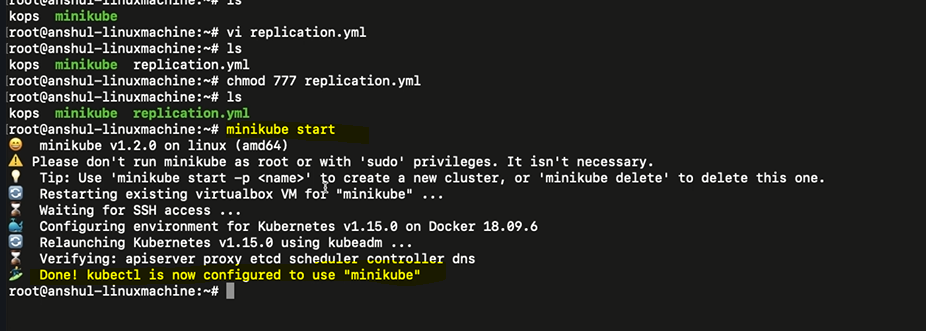 root@anshul-linuxmachine:~# ls
kops minikube
root@anshul-linuxmachine:~# vi replication.yml
root@anshul-linuxmachine:~# ls
kops minikube replication.yml
root@anshul-linuxmachine:~# chmod 777 replication.yml
root@anshul-linuxmachine:~# ls
kops minikube replication.yml
root@anshul-linuxmachine:~# minikube start
minikube v1.2.0 on linux (amd64)
Please don't run minikube as root or with 'sudo' privileges. It isn't necessary.
Tip: Use 'minikube start -p <name>' to create a new cluster, or 'minikube delete' to delete this one.
Restarting existing virtualbox VM for "minikube" ...
Waiting for SSH access ...
Configuring environment for Kubernetes v1.15.0 on Docker 18.09.6
Relaunching Kubernetes v1.15.0 using kubeadm ...
Verifying: apiserver proxy etcd scheduler controller dns
Done! kubectl is now configured to use "minikube"
root@anshul-linuxmachine:~#